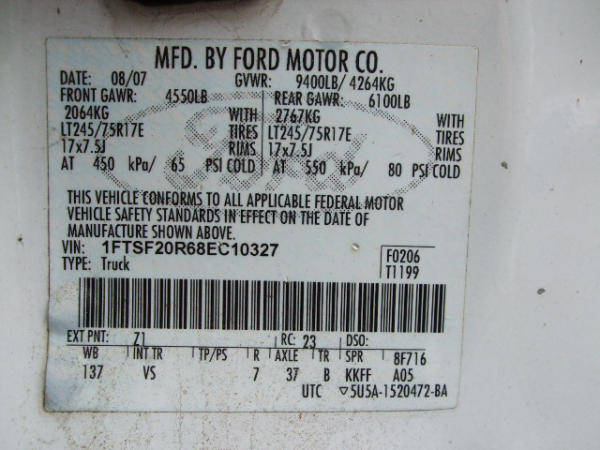 MFD. BY FORD MOTOR CO.
DATE: 08/07 GVWR: 9400LB/ 4264KG
FRONT GAWR: 4550LB REAR GAWR: 6100LB
2064KG WITH 2767KG WITH
LT245/75R17E TIRES LT245/75R17E TIRES
17x7.5J RIMS 17x7.5J RIMS
AT 450 kPa/ 65 PSI COLD AT 550 kPa/ 80 PSI COLD
Ford
THIS VEHICLE CONFORMS TO ALL APPLICABLE FEDERAL MOTOR
VEHICLE SAFETY STANDARDS IN EFFECT ON THE DATE OF
MANUFACTURE SHOWN ABOVE.
VIN: 1FTSF20R68EC10327 F0206
TYPE: Truck T1199
EXT PNT: Z1 RC: 23 DSO:
WB INT TR TP/PS R AXLE TR SPR 8F716
137 VS 7 37 B KKFF A05
UTC ▽5U5A-1520472-BA